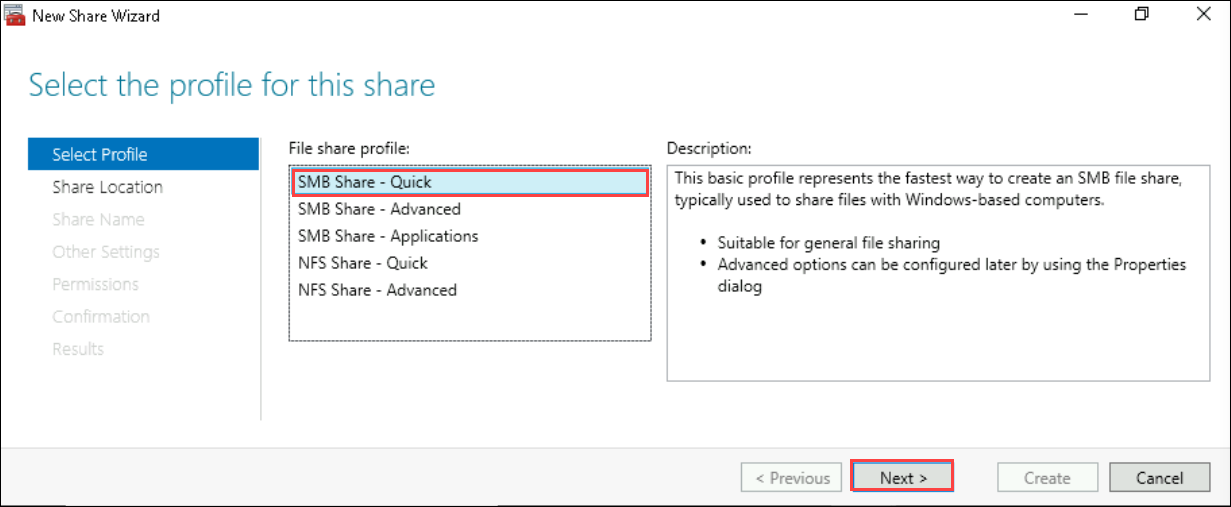 New Share Wizard
Select the profile for this share
Select Profile
Share Location
Share Name
Other Settings
Permissions
Confirmation
Results
File share profile:
SMB Share - Quick
SMB Share - Advanced
SMB Share - Applications
NFS Share - Quick
NFS Share - Advanced
Description:
This basic profile represents the fastest way to create an SMB file share,
typically used to share files with Windows-based computers.
• Suitable for general file sharing
• Advanced options can be configured later by using the Properties
dialog
< Previous
Next >
Create
Cancel